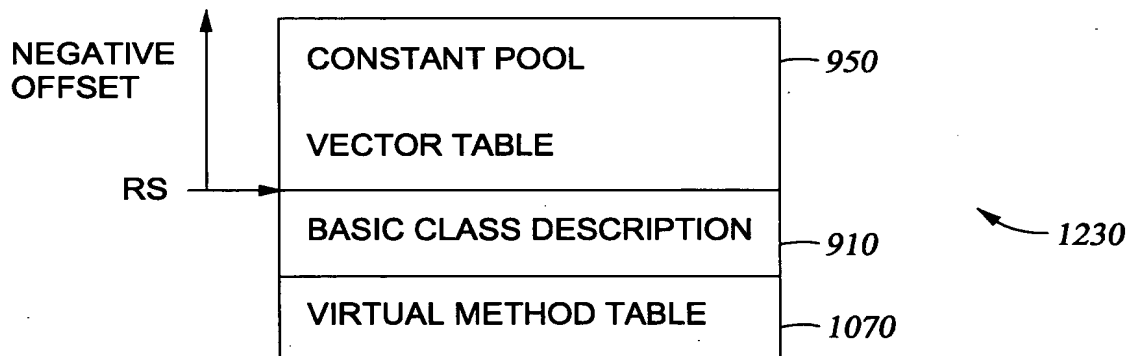 NEGATIVE
OFFSET
CONSTANT POOL
950
VECTOR TABLE
RS
BASIC CLASS DESCRIPTION
910
1230
VIRTUAL METHOD TABLE
1070